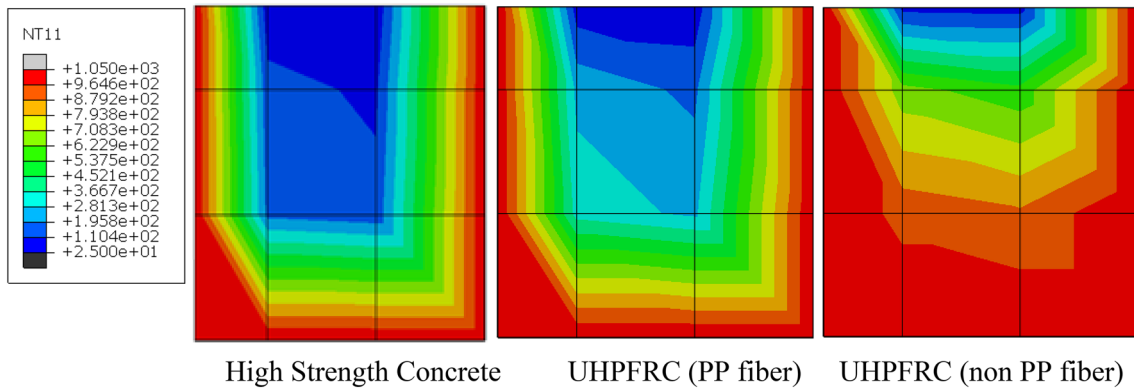 NT11
+1.050e+03
+9.646e+02
+8.792e+02
+7.938e+02
+7.083e+02
+6.229e+02
+5.375e+02
+4.521e+02
+3.667e+02
+2.813e+02
+1.958e+02
+1.104e+02
+2.500e+01
High Strength Concrete
UHPFRC (PP fiber)
UHPFRC (non PP fiber)